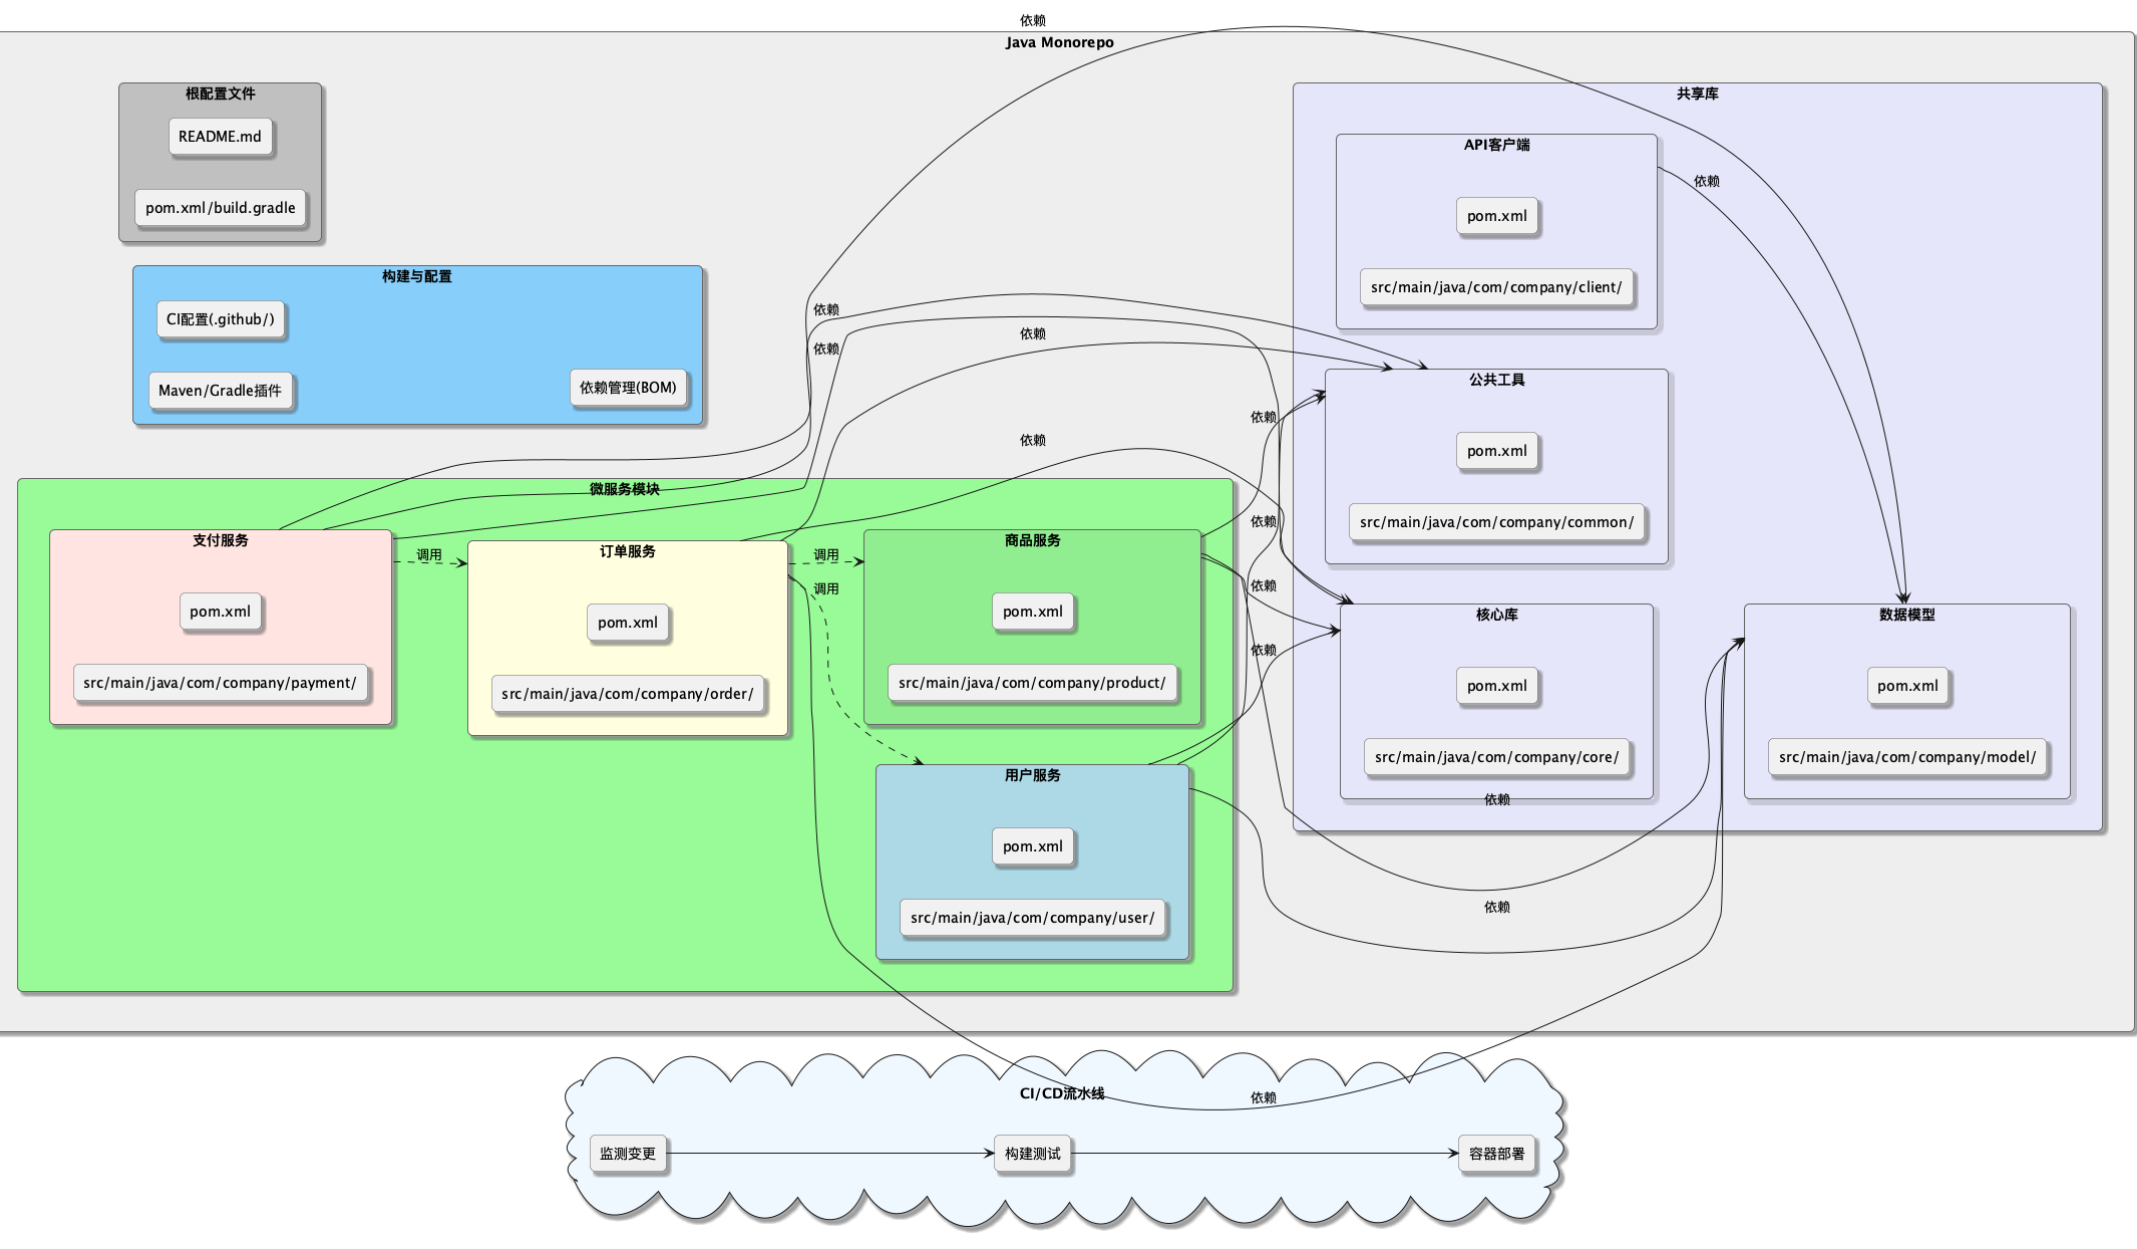 依赖
Java Monorepo
根配置文件
README.md
pom.xml/build.gradle
构建与配置
CI配置(.github/)
Maven/Gradle插件
依赖管理(BOM)
共享库
API客户端
pom.xml
src/main/java/com/company/client/
依赖
依赖
依赖
依赖
依赖
依赖
公共工具
pom.xml
src/main/java/com/company/common/
依赖
依赖
依赖
核心库
pom.xml
src/main/java/com/company/core/
依赖
数据模型
pom.xml
src/main/java/com/company/model/
微服务模块
支付服务
pom.xml
src/main/java/com/company/payment/
调用
订单服务
pom.xml
src/main/java/com/company/order/
调用
调用
商品服务
pom.xml
src/main/java/com/company/product/
用户服务
pom.xml
src/main/java/com/company/user/
依赖
CI/CD流水线
依赖
监测变更
构建测试
容器部署